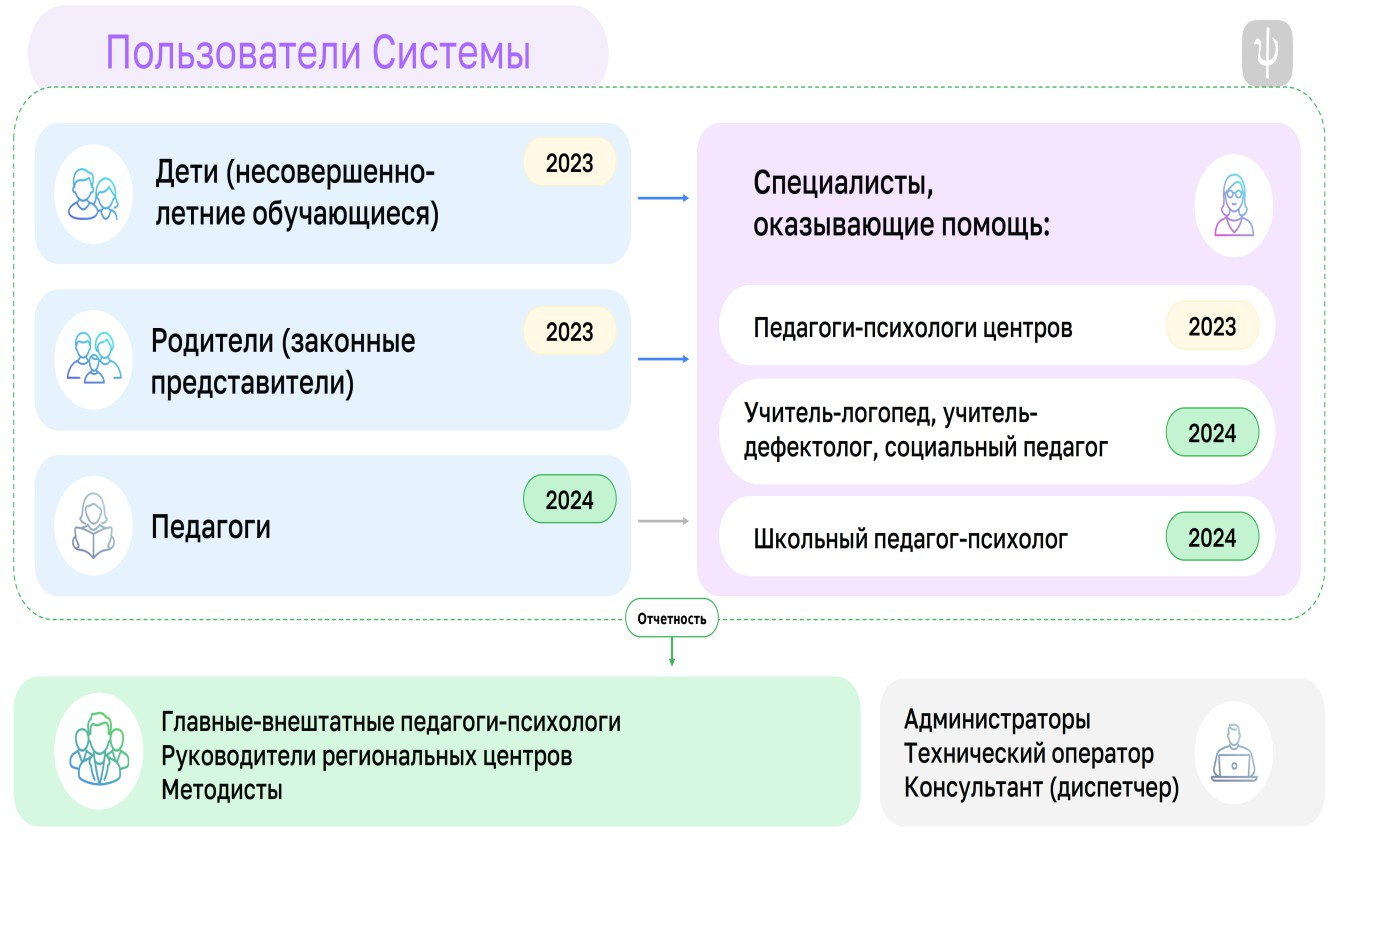 Пользователи Системы
Дети (несовершенно-
летние обучающиеся)
2023
Родители (законные
представители)
2023
Педагоги
2024
Специалисты,
оказывающие помощь:
Педагоги-психологи центров
2023
Учитель-логопед, учитель-
дефектолог, социальный педагог
2024
Школьный педагог-психолог
2024
Отчетность
Главные-внештатные педагоги-психологи
Руководители региональных центров
Методисты
Администраторы
Технический оператор
Консультант (диспетчер)